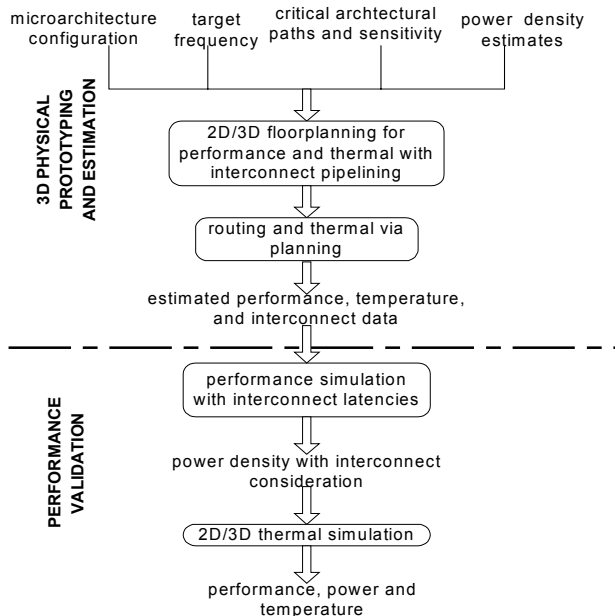 microarchitecture
configuration
target
frequency
critical archtectural
paths and sensitivity
power density
estimates
3D PHYSICAL
PROTOTYPING
AND ESTIMATION
2D/3D floorplanning for
performance and thermal with
interconnect pipelining
routing and thermal via
planning
estimated performance, temperature,
and interconnect data
PERFORMANCE
VALIDATION
performance simulation
with interconnect latencies
power density with interconnect
consideration
2D/3D thermal simulation
performance, power and
temperature